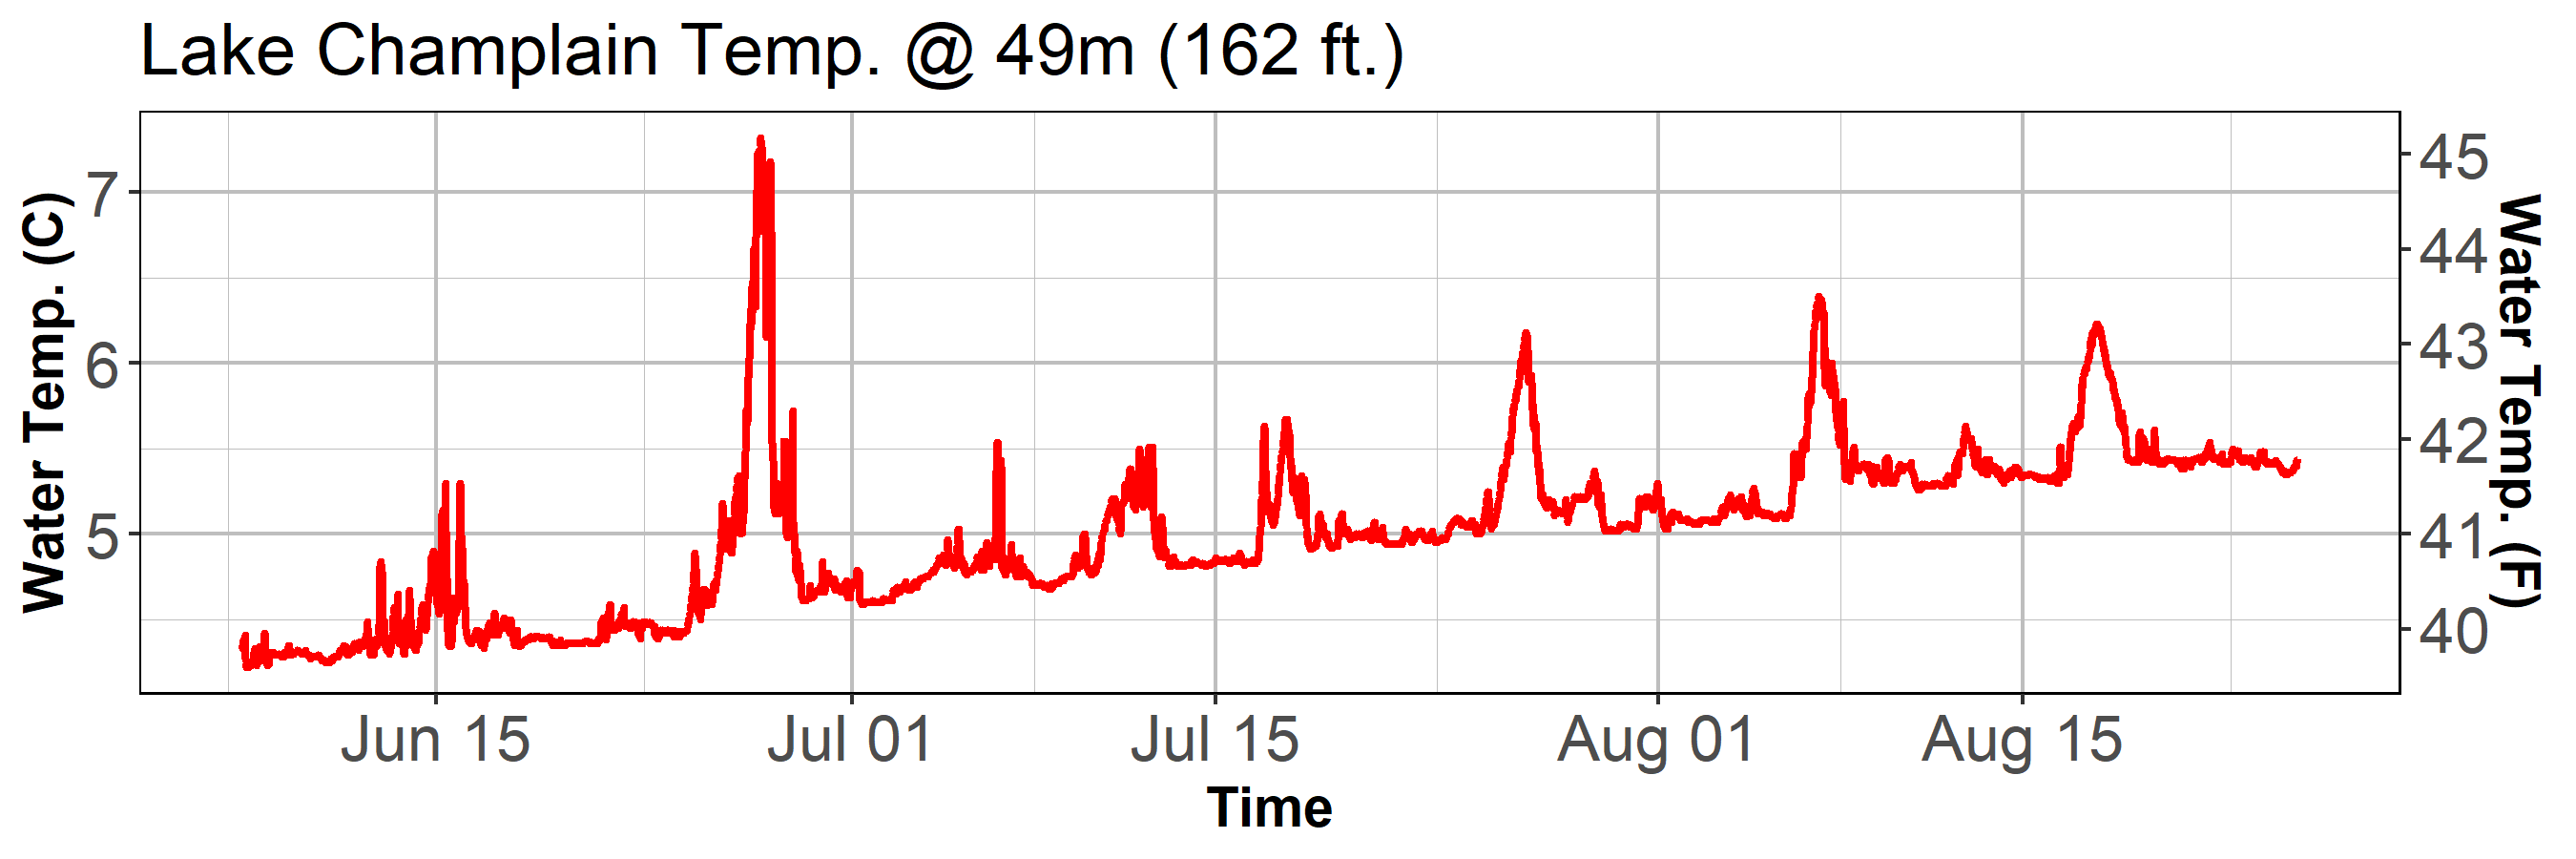 Lake Champlain Temp. @ 49m (162 ft.)
Water Temp. (C)
7
6
5
45
44
43
42
41
40
Water Temp. (F)
Jun 15 Jul 01 Jul 15 Aug 01 Aug 15
Time